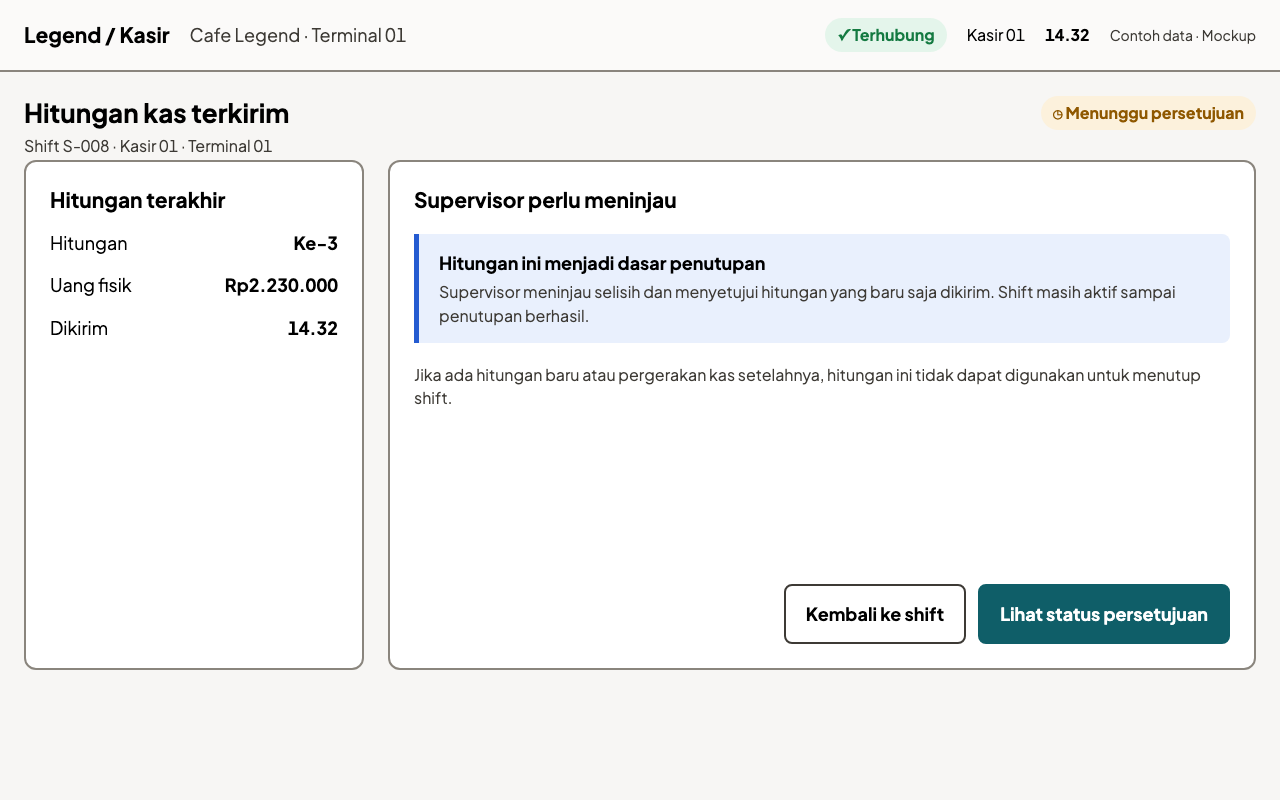 Legend / Kasir
Cafe Legend · Terminal 01
✓Terhubung
Kasir 01
14.32
Contoh data · Mockup
Hitungan kas terkirim
◷ Menunggu persetujuan
Shift S-008 · Kasir 01 · Terminal 01
Hitungan terakhir
Hitungan Ke-3
Uang fisik Rp2.230.000
Dikirim 14.32
Supervisor perlu meninjau
Hitungan ini menjadi dasar penutupan
Supervisor meninjau selisih dan menyetujui hitungan yang baru saja dikirim. Shift masih aktif sampai
penutupan berhasil.
Jika ada hitungan baru atau pergerakan kas setelahnya, hitungan ini tidak dapat digunakan untuk menutup
shift.
Kembali ke shift
Lihat status persetujuan